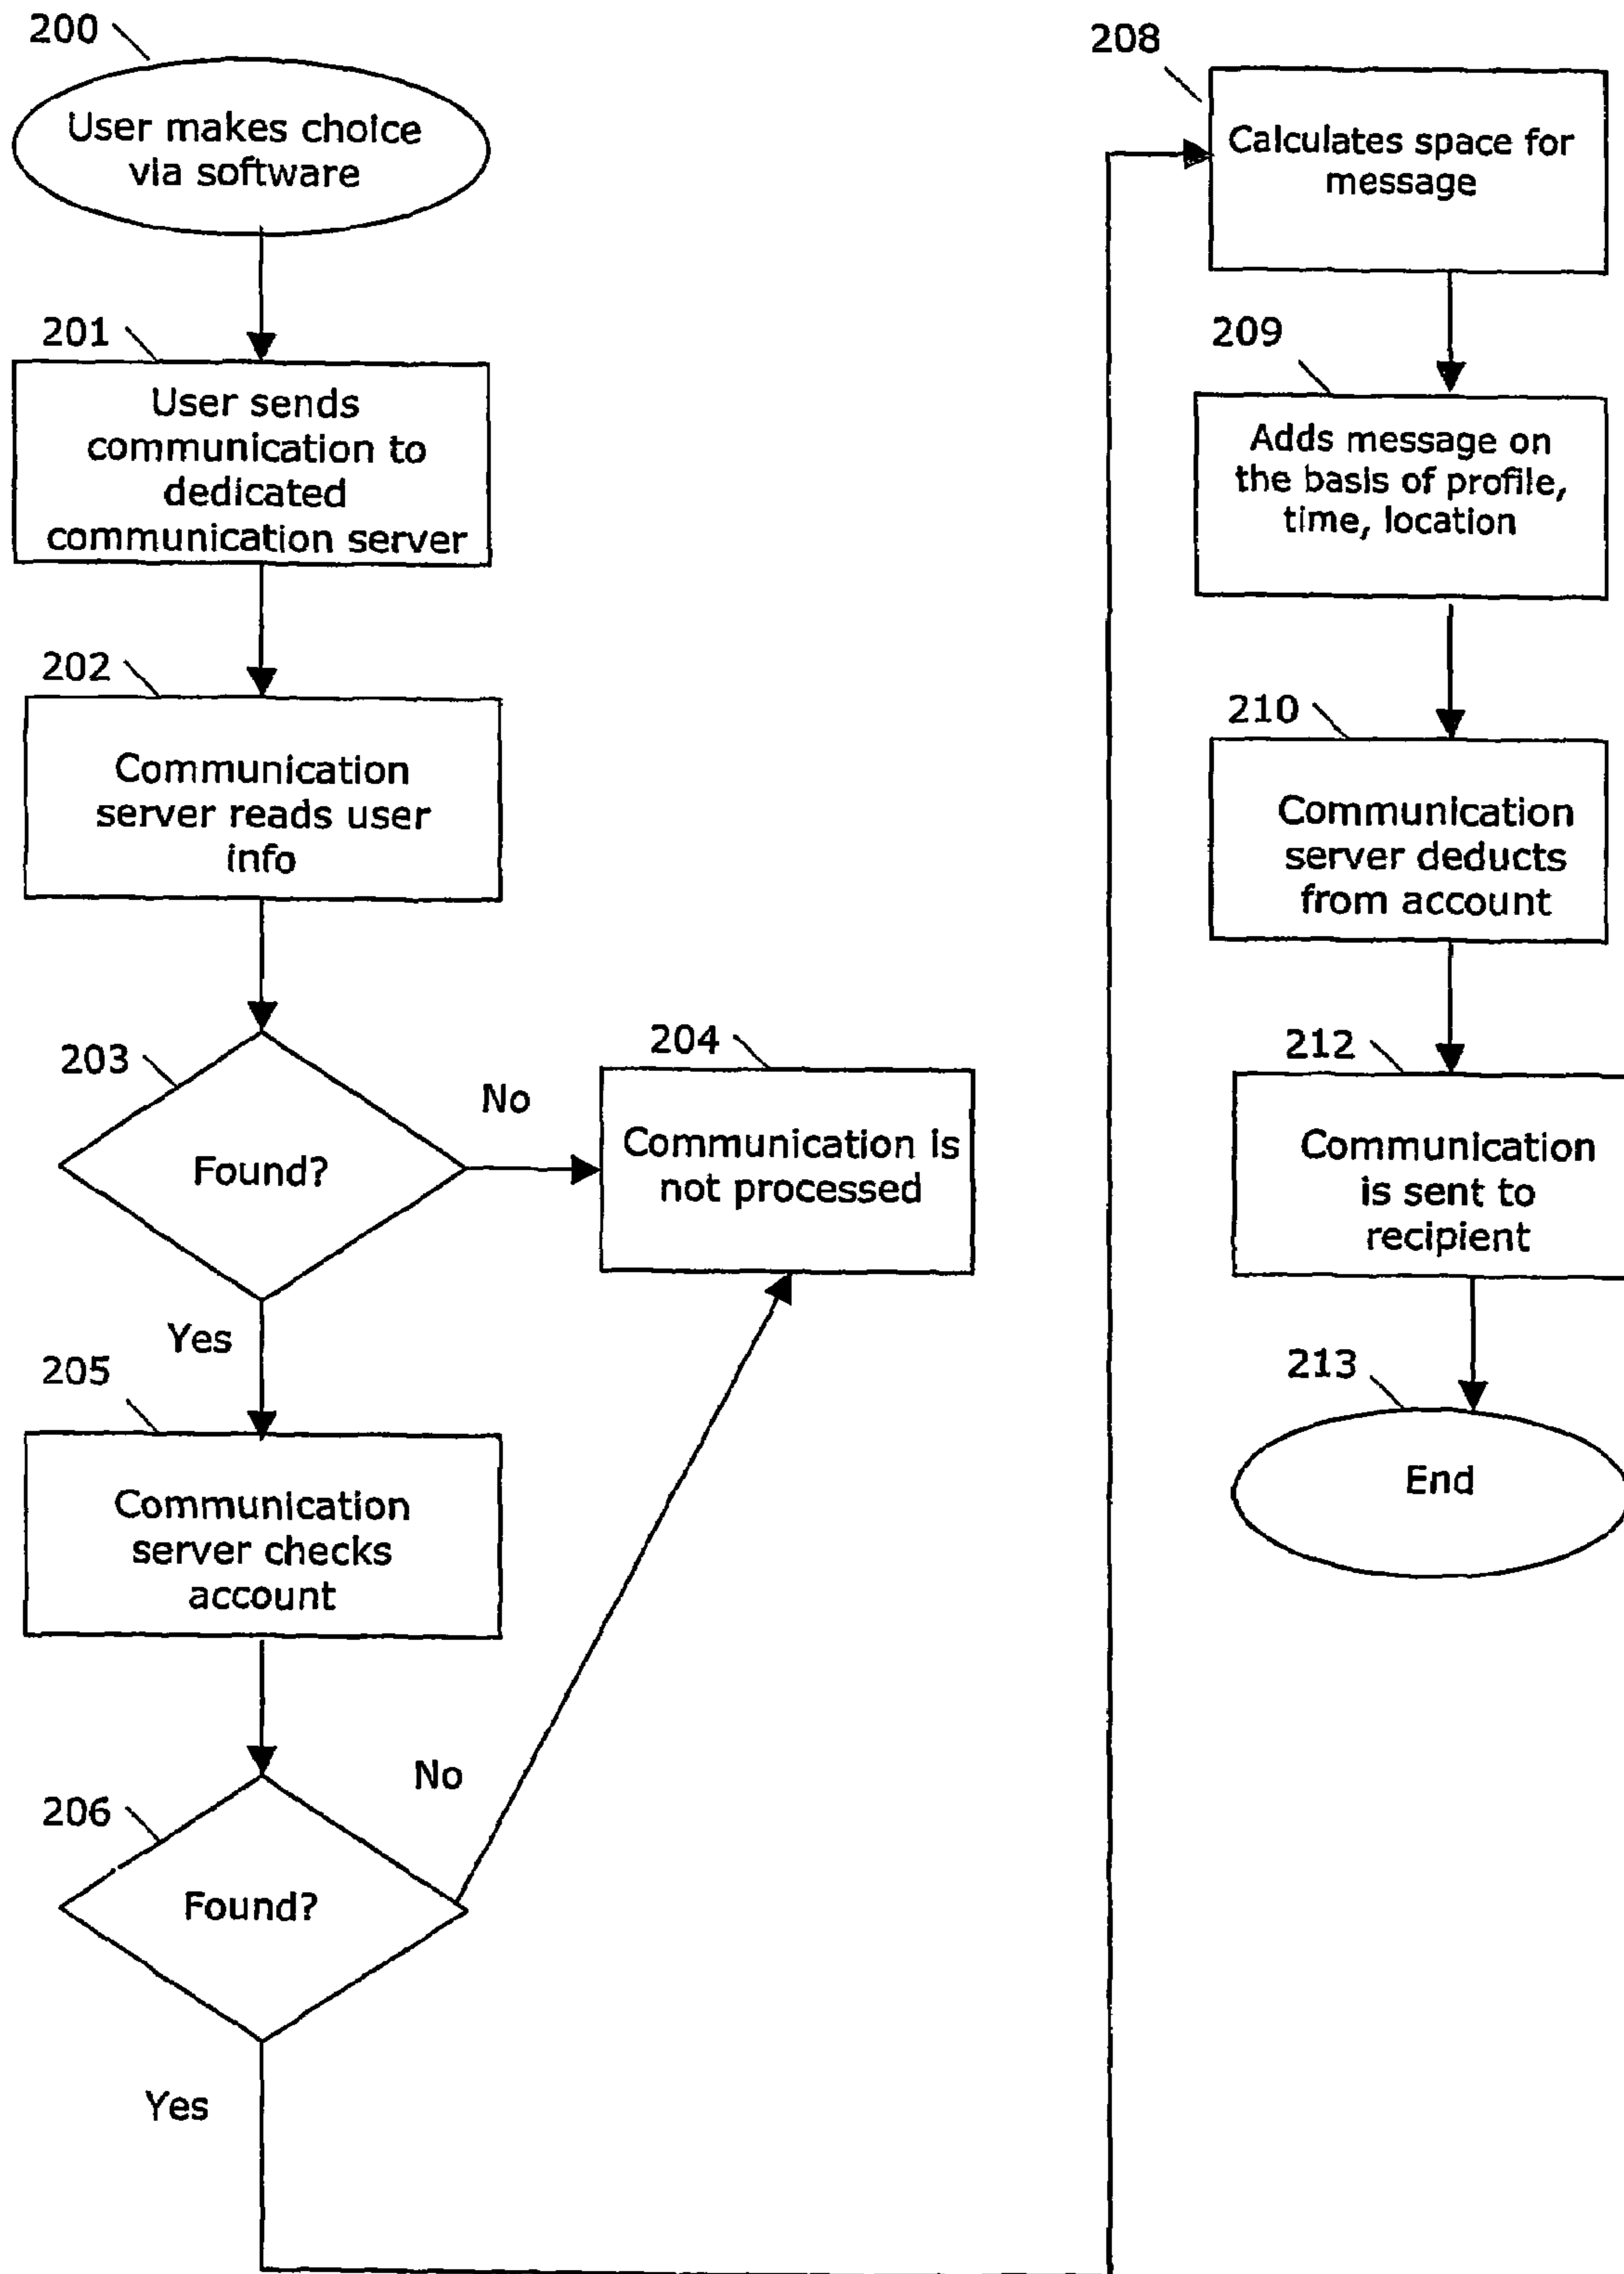 200
User makes choice
via software
201
User sends
communication to
dedicated
communication server
202
Communication
server reads user
info
203
Found?
No
204
Communication is
not processed
Yes
205
Communication
server checks
account
206
Found?
No
Yes
208
Calculates space for
message
209
Adds message on
the basis of profile,
time, location
210
Communication
server deducts
from account
212
Communication
is sent to
recipient
213
End